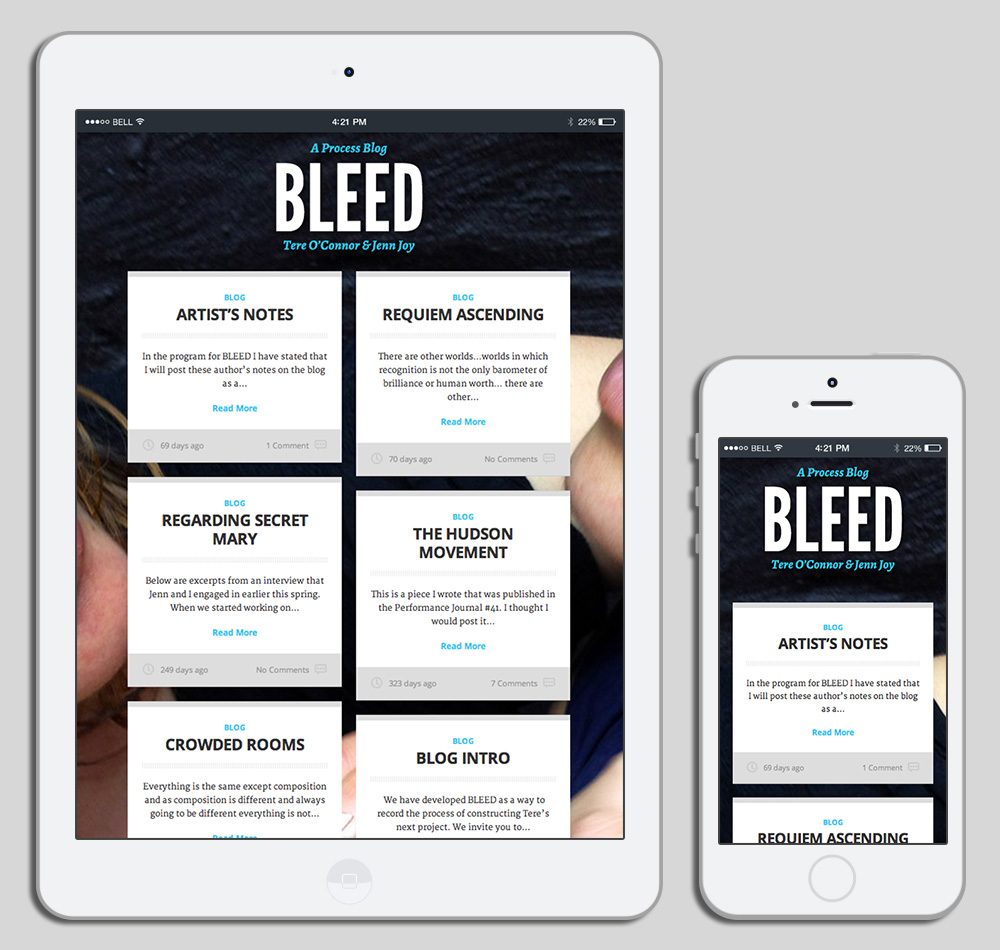 BELL
4:21 PM
22%
A Process Blog
BLEED
Tere O'Connor & Jenn Joy
BLOG
ARTIST'S NOTES
In the program for BLEED I have stated that
I will post these author's notes on the blog
as a...
Read More
69 days ago
1 Comment
BLOG
REQUIEM ASCENDING
There are other worlds...worlds in which
recognition is not the only barometer of
brilliance or human worth... there are
other...
Read More
70 days ago
No Comments
BLOG
REGARDING SECRET
MARY
Below are excerpts from an interview that
Jenn and I engaged in earlier this spring.
When we started working on...
Read More
249 days ago
No Comments
BLOG
THE HUDSON
MOVEMENT
This is a piece I wrote that was published in
the Performance Journal #41. I thought I
would post it...
Read More
323 days ago
7 Comments
BLOG
CROWDED ROOMS
Everything is the same except composition
and as composition is different and always
going to be different everything is not...
Read More
BLOG
BLOG INTRO
We have developed BLEED as a way to
record the process of constructing Tere's
next project. We invite you to...
BELL
4:21 PM
22%
A Process Blog
BLEED
Tere O'Connor & Jenn Joy
BLOG
ARTIST'S NOTES
In the program for BLEED I have stated that
I will post these author's notes on the blog
as a...
Read More
69 days ago
1 Comment
BLOG
REQUIEM ASCENDING